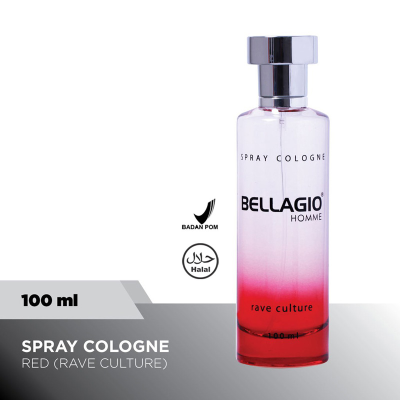 SPRAY COLOGNE
BELLAGIO®
HOMME
rave culture
100 ml
BADAN POM
حلال
Halal
100 ml
SPRAY COLOGNE
RED (RAVE CULTURE)